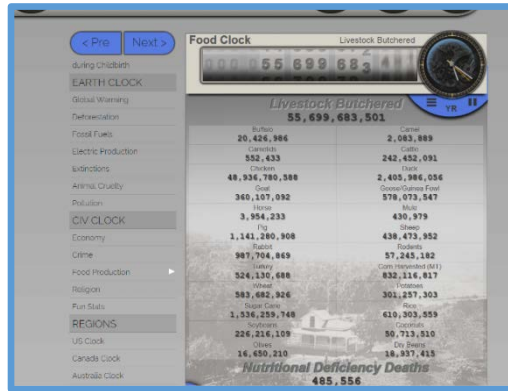 < Pre
Next >
during Childbirth
EARTH CLOCK
Global Warming
Deforestation
Fossil Fuels
Electric Production
Extinctions
Animal Cruelty
Pollution
CIV CLOCK
Economy
Crime
Food Production
Religion
Fun Stats
REGIONS
US Clock
Canada Clock
Australia Clock
Food Clock
Livestock Butchered
55 699 683
YR
Livestock Butchered
55,699,683,501
Buffalo Camel
20,426,986 2,083,889
Camelids Cattle
552,633 242,452,091
Chicken Duck
48,936,780,588 2,405,986,056
Goat Goose/Guinea Fowl
360,107,092 578,073,547
Horse Mule
3,954,233 430,979
Pig Sheep
1,141,280,908 438,473,952
Rabbit Rodents
987,704,869 57,245,182
Turkey Corn Harvested (MT)
524,130,688 832,116,817
Wheat Potatoes
583,682,926 301,257,303
Sugar Cane Rice
1,536,259,748 610,303,559
Soybeans Coconuts
226,216,109 50,713,510
Olives Dry Beans
16,650,210 18,937,415
Nutritional Deficiency Deaths
485,556